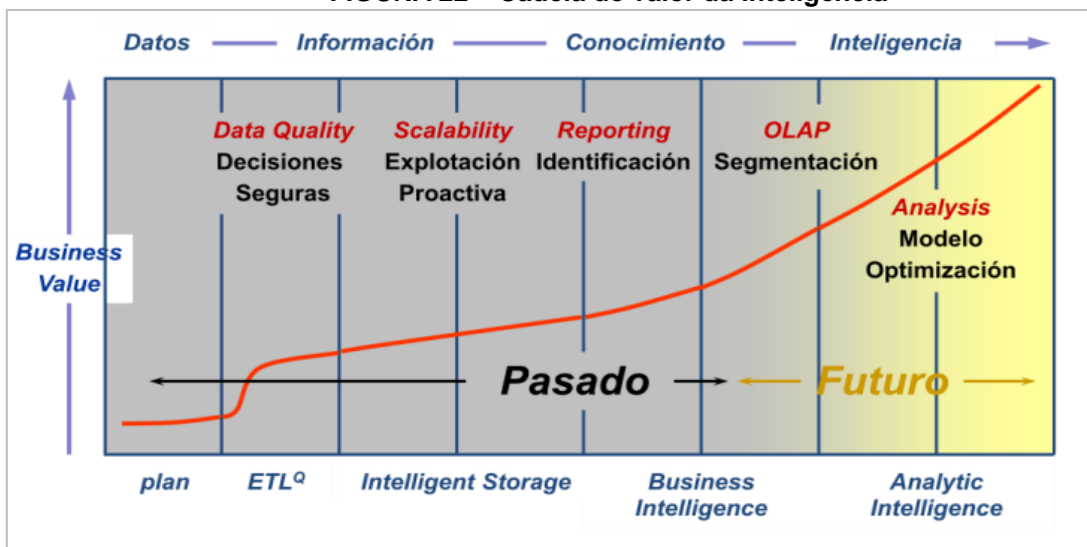 Datos Información Conocimiento Inteligencia
Data Quality Scalability Reporting OLAP
Decisiones Explotación Identificación Segmentación
Seguras Proactiva
Analysis
Modelo
Optimización
Business
Value
Pasado Futuro
plan ETLQ Intelligent Storage Business Analytic
Intelligence Intelligence